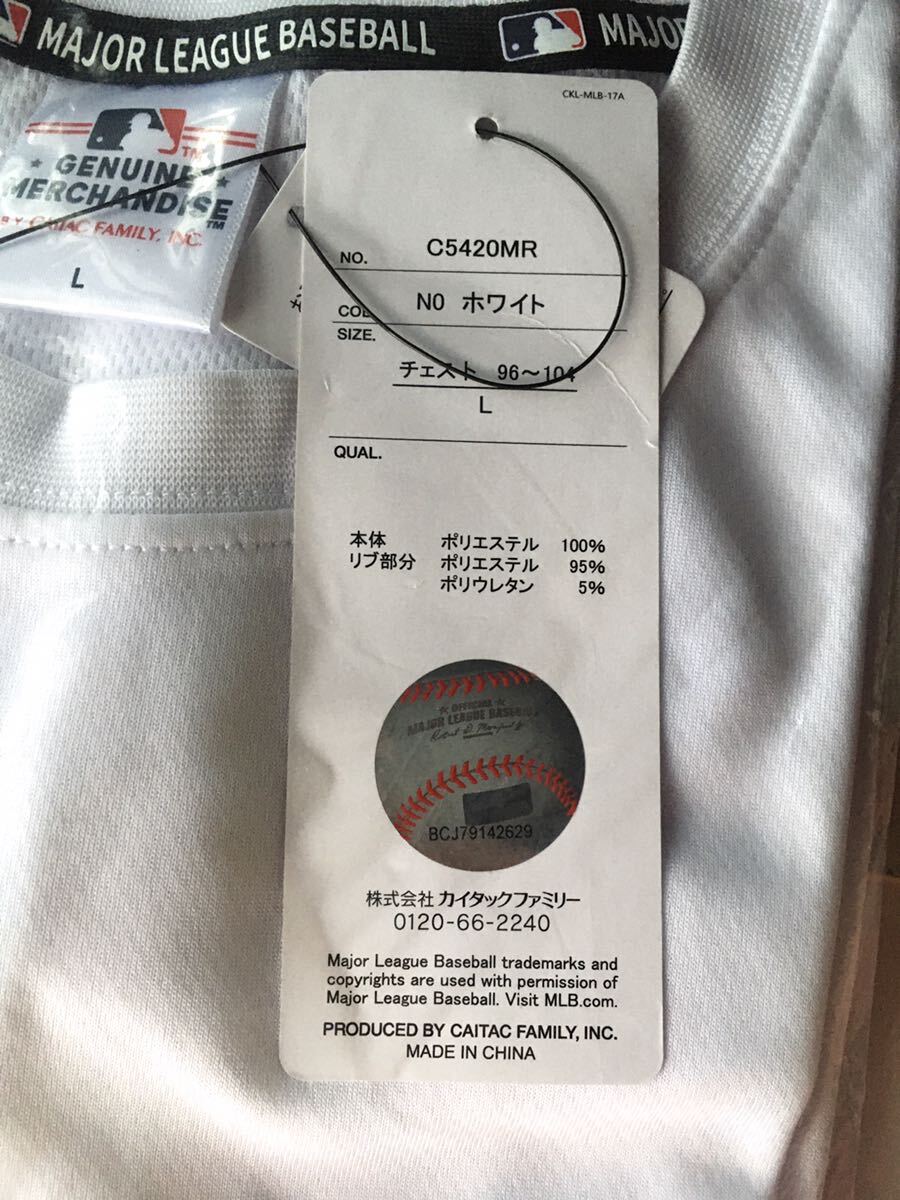 MAJOR LEAGUE BASEBALL
MAJO
TM
GENUINE
MERCHANDISE™
BY CAITAC FAMILY, INC.
L
CKL-MLB-17A
NO. C5420MR
COL N0 ホワイト
SIZE.
チェスト 96～104
L
QUAL.
本体 ポリエステル 100%
リブ部分 ポリエステル 95%
ポリウレタン 5%
OFFICIAL
MAJOR LEAGUE BASEBALL
BCJ79142629
株式会社 カイタックファミリー
0120-66-2240
Major League Baseball trademarks and
copyrights are used with permission of
Major League Baseball. Visit MLB.com.
PRODUCED BY CAITAC FAMILY, INC.
MADE IN CHINA